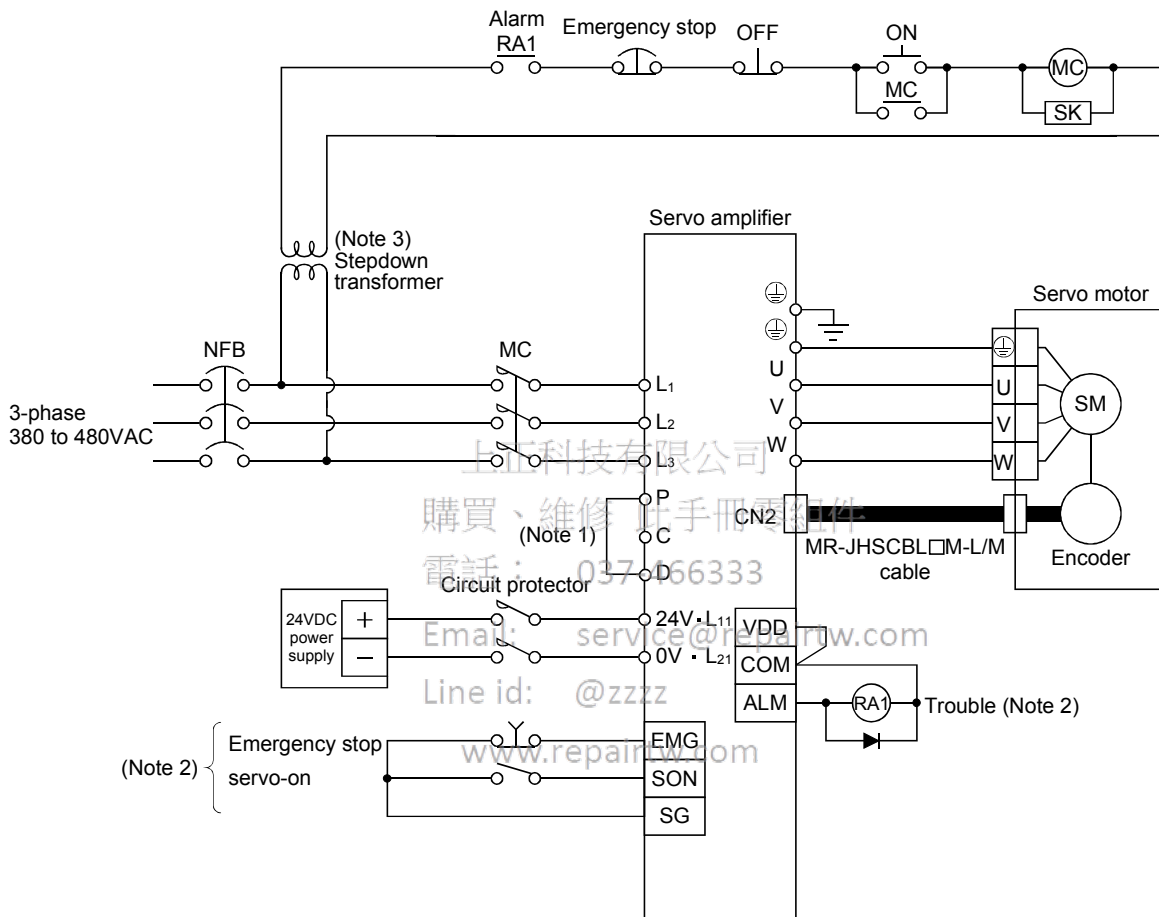 Alarm
RA1
Emergency stop
OFF
ON
MC
MC
SK
(Note 3)
Stepdown
transformer
Servo amplifier
Servo motor
NFB
MC
3-phase
380 to 480VAC
L1
L2
L3
P
C
D
(Note 1)
U
V
W
U
V
W
SM
CN2
MR-JHSCBL□M-L/M
cable
Encoder
Circuit protector
24VDC
power
supply
+
−
24V・L11
0V・L21
VDD
COM
ALM
RA1
Trouble (Note 2)
(Note 2)
Emergency stop
servo-on
EMG
SON
SG
上正科技有限公司
購買、維修 此手冊零組件
電話： 037-466333
Email: service@repairtw.com
Line id: @zzzz
www.repairtw.com